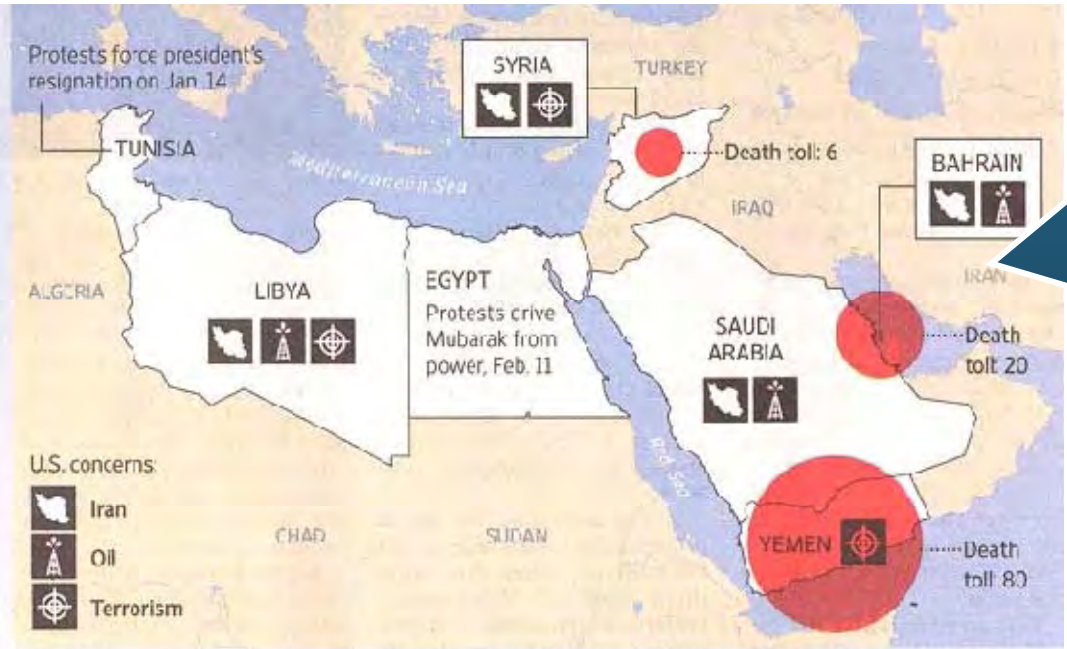 Protests force president's
resignation on Jan 14
TUNISIA
SYRIA
TURKEY
Death toll: 6
BAHRAIN
Mediterranean Sea
IRAQ
IRAN
ALGERIA
LIBYA
EGYPT
Protests drive
Mubarak from
power, Feb. 11
SAUDI
ARABIA
Death
toll: 20
Red Sea
U.S. concerns:
Iran
Oil
Terrorism
CHAD
SUDAN
YEMEN
Death
toll: 80